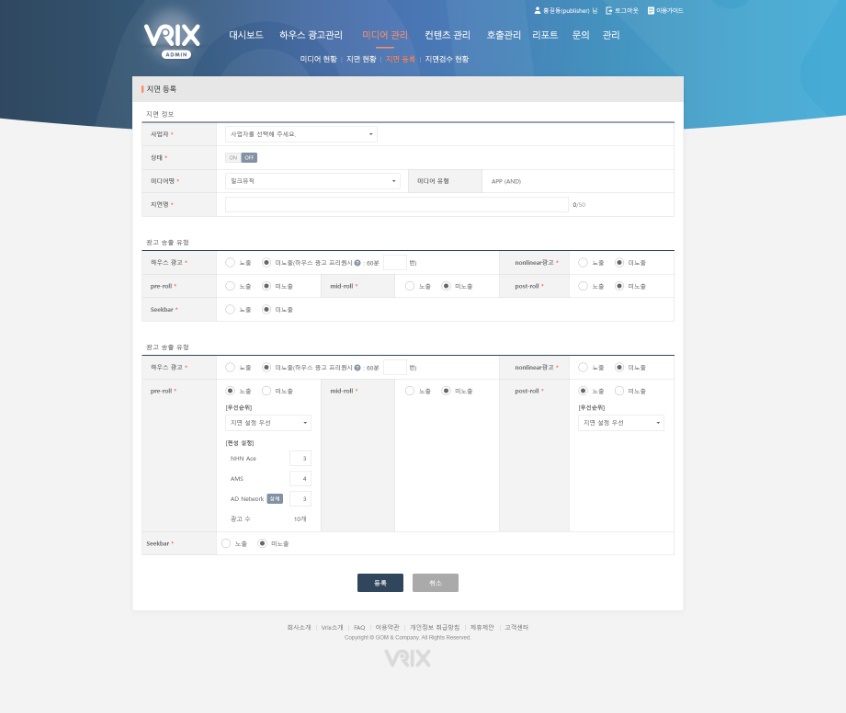 홍길동(publisher) 님 로그아웃 이용가이드
VRIX
ADMIN
대시보드 하우스 광고관리 미디어 관리 컨텐츠 관리 호출관리 리포트 문의 관리
미디어 현황 | 지면 현황 | 지면 등록 | 지면검수 현황
지면 등록
지면 정보
사업자 * 사업자를 선택해 주세요.
상태 * ON OFF
미디어명 * 밀크뮤직 미디어 유형 APP (AND)
지면명 * 0/50
광고 송출 유형
하우스 광고 * 노출 미노출(하우스 광고 프리퀀시 ? : 60분 번) nonlinear광고 * 노출 미노출
pre-roll * 노출 미노출 mid-roll * 노출 미노출 post-roll * 노출 미노출
Seekbar * 노출 미노출
광고 송출 유형
하우스 광고 * 노출 미노출(하우스 광고 프리퀀시 ? : 60분 번) nonlinear광고 * 노출 미노출
pre-roll * 노출 미노출 mid-roll * 노출 미노출 post-roll * 노출 미노출
[우선순위] [우선순위]
지면 설정 우선 지면 설정 우선
[편성 설정]
NHN Ace 3
AMS 4
AD Network 3
광고 수 10개
Seekbar * 노출 미노출
등록 취소
회사소개 | Vrix소개 | FAQ | 이용약관 | 개인정보 취급방침 | 제휴제안 | 고객센터
Copyright © GOM & Company. All Rights Reserved.
VRIX